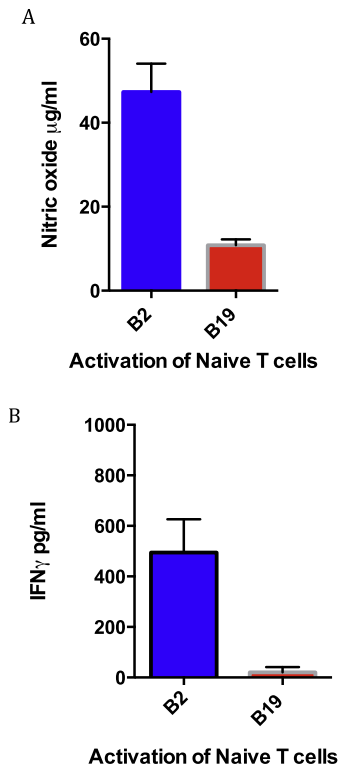 A
Nitric oxide μg/ml
60
40
20
0
B2
B19
Activation of Naive T cells
B
IFNγ pg/ml
1000
800
600
400
200
0
B2
B19
Activation of Naive T cells